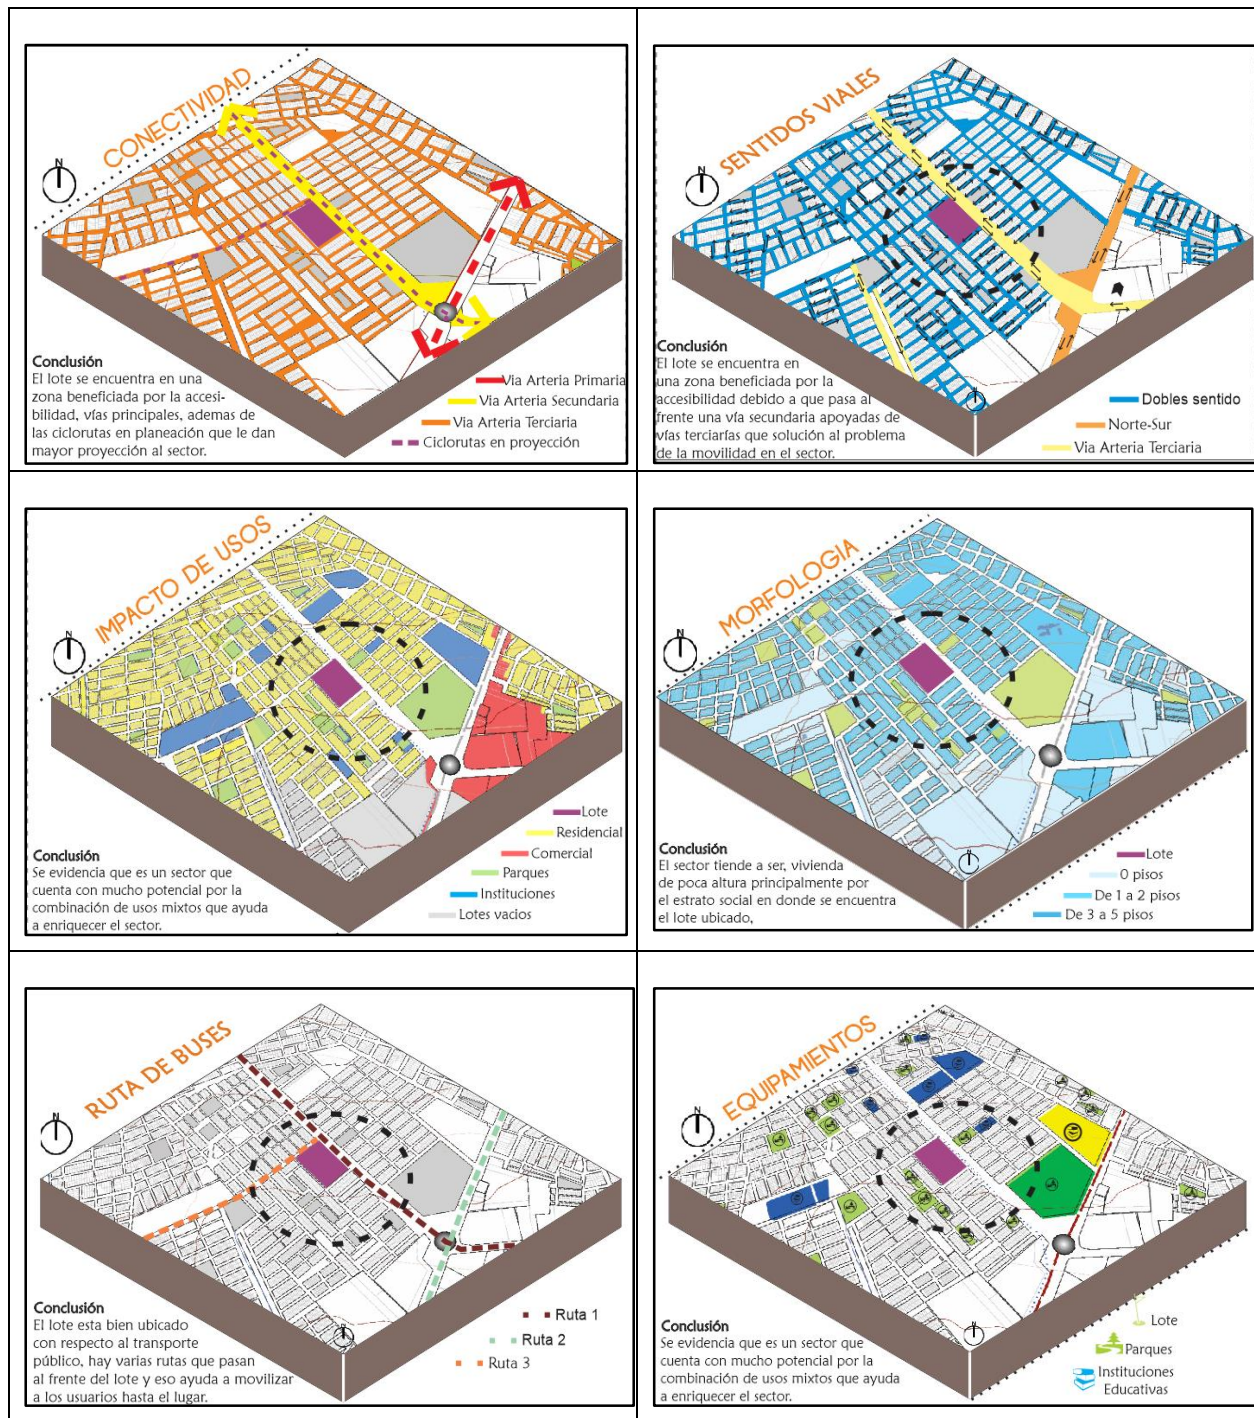 CONECTIVIDAD
N
Conclusión
El lote se encuentra en una
zona beneficiada por la accesi-
bilidad, vías principales, ademas de
las ciclorutas en planeación que le dan
mayor proyección al sector.
Via Arteria Primaria
Via Arteria Secundaria
Via Arteria Terciaria
Ciclorutas en proyección
SENTIDOS VIALES
N
Conclusión
El lote se encuentra en
una zona beneficiada por la
accesibilidad debido a que pasa al
frente una vía secundaria apoyadas de
vías terciarías que solución al problema
de la movilidad en el sector.
Dobles sentido
Norte-Sur
Via Arteria Terciaria
IMPACTO DE USOS
N
Conclusión
Se evidencia que es un sector que
cuenta con mucho potencial por la
combinación de usos mixtos que ayuda
a enriquecer el sector.
Lote
Residencial
Comercial
Parques
Instituciones
Lotes vacios
MORFOLOGIA
N
Conclusión
El sector tiende a ser, vivienda
de poca altura principalmente por
el estrato social en donde se encuentra
el lote ubicado,
Lote
0 pisos
De 1 a 2 pisos
De 3 a 5 pisos
RUTA DE BUSES
N
Conclusión
El lote esta bien ubicado
con respecto al transporte
público, hay varias rutas que pasan
al frente del lote y eso ayuda a movilizar
a los usuarios hasta el lugar.
Ruta 1
Ruta 2
Ruta 3
EQUIPAMIENTOS
N
Conclusión
Se evidencia que es un sector que
cuenta con mucho potencial por la
combinación de usos mixtos que ayuda
a enriquecer el sector.
Lote
Parques
Instituciones
Educativas